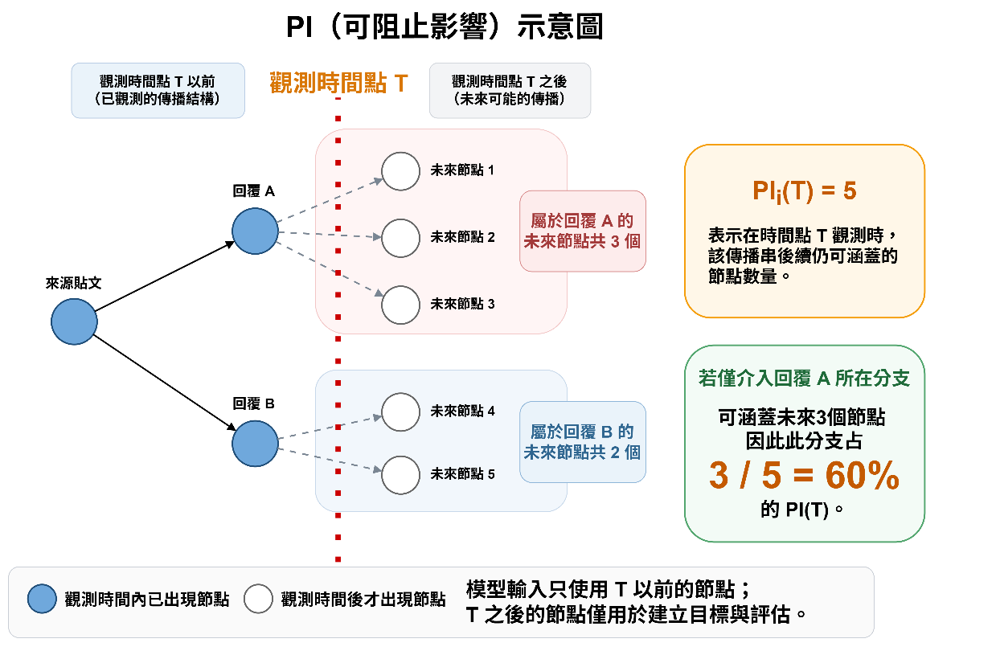 PI（可阻止影響）示意圖
觀測時間點 T 以前
（已觀測的傳播結構）
觀測時間點 T
觀測時間點 T 之後
（未來可能的傳播）
來源貼文
回覆 A
回覆 B
未來節點 1
未來節點 2
未來節點 3
屬於回覆 A 的
未來節點共 3 個
未來節點 4
未來節點 5
屬於回覆 B 的
未來節點共 2 個
PIi(T) = 5
表示在時間點 T 觀測時，
該傳播串後續仍可涵蓋的
節點數量。
若僅介入回覆 A 所在分支
可涵蓋未來3個節點
因此此分支占
3 / 5 = 60%
的 PI(T)。
觀測時間內已出現節點
觀測時間後才出現節點
模型輸入只使用 T 以前的節點；
T 之後的節點僅用於建立目標與評估。